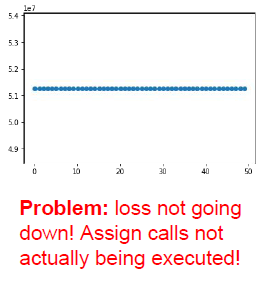 1e7
5.4
5.3
5.2
5.1
5.0
4.9
0 10 20 30 40 50
Problem: loss not going
down! Assign calls not
actually being executed!